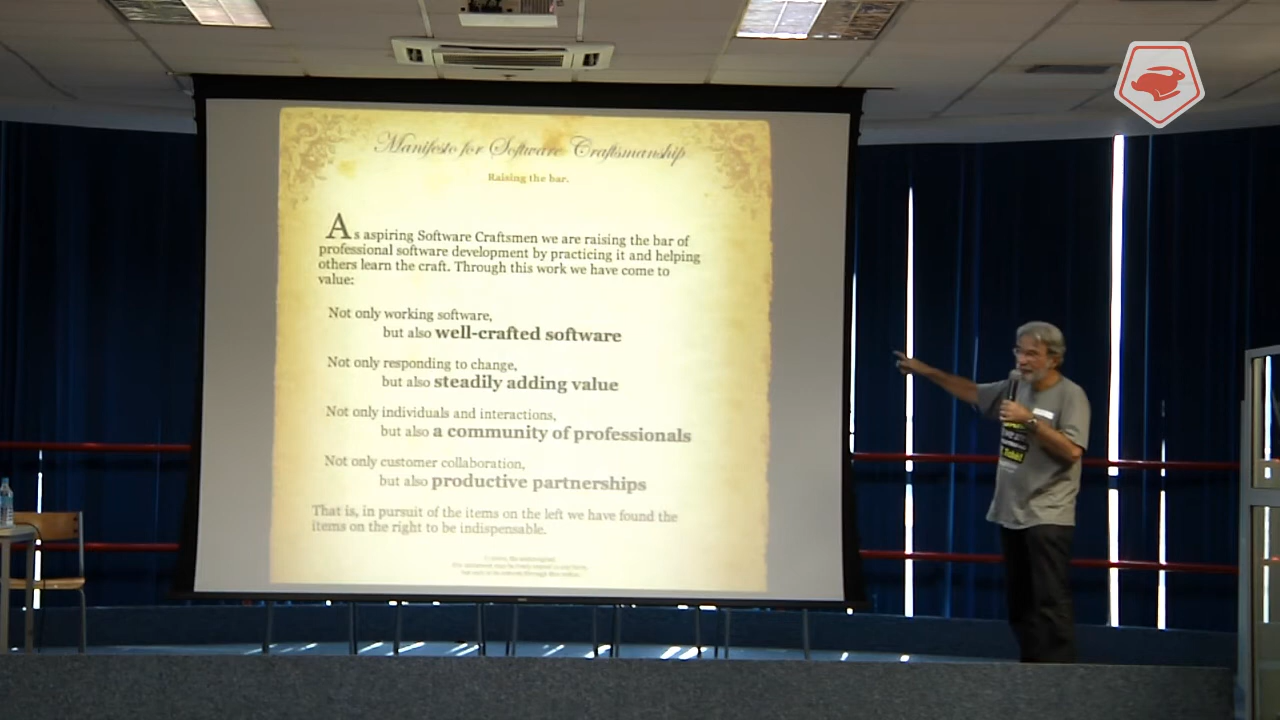 Manifesto for Software Craftsmanship
Raising the bar.
As aspiring Software Craftsmen we are raising the bar of
professional software development by practicing it and helping
others learn the craft. Through this work we have come to
value:
Not only working software,
but also well-crafted software
Not only responding to change,
but also steadily adding value
Not only individuals and interactions,
but also a community of professionals
Not only customer collaboration,
but also productive partnerships
That is, in pursuit of the items on the left we have found the
items on the right to be indispensable.